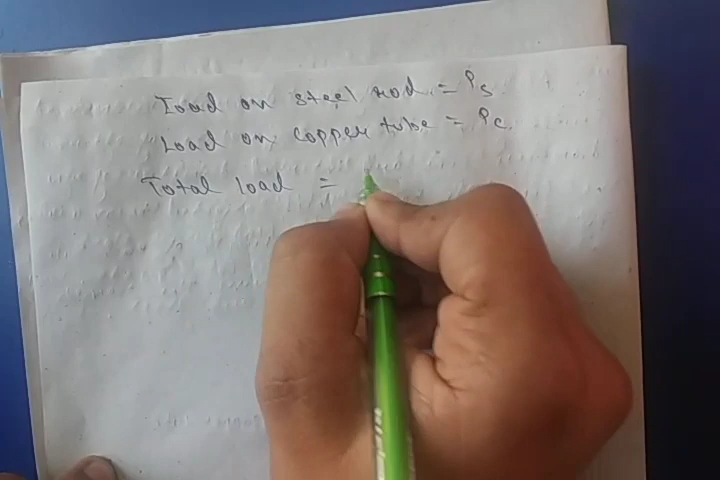 Load on steel rod = Ps
Load on copper tube = Pc
Total load =